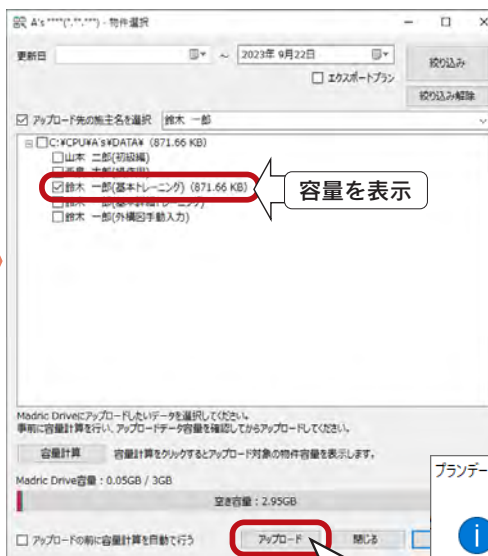 A's ****(*.**.***) - 物件選択
更新日 ~ 2023年 9月22日
絞り込み
エクスポートプラン
絞り込み解除
アップロード先の施主名を選択 鈴木 一郎
C:¥CPU¥A's¥DATA¥ (871.66 KB)
山本 二郎(初級編)
鈴木 一郎(基本トレーニング) (871.66 KB)
容量を表示
鈴木 一郎(外構図手動入力)
Madric Driveにアップロードしたいデータを選択してください。
事前に容量計算を行い、アップロードデータ容量を確認してからアップロードしてください。
容量計算 容量計算をクリックするとアップロード対象の物件容量を表示します。
Madric Drive容量 : 0.05GB / 3GB
空き容量 : 2.95GB
プランデー
アップロードの前に容量計算を自動で行う
アップロード
閉じる